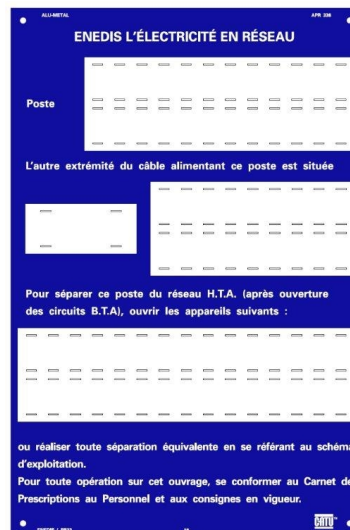 ALU-METAL
APR 336
ENEDIS L'ÉLECTRICITÉ EN RÉSEAU
Poste
L'autre extrémité du câble alimentant ce poste est située
Pour séparer ce poste du réseau H.T.A. (après ouverture
des circuits B.T.A), ouvrir les appareils suivants :
ou réaliser toute séparation équivalente en se référant au schéma
d'exploitation.
Pour toute opération sur cet ouvrage, se conformer au Carnet de
Prescriptions au Personnel et aux consignes en vigueur.
CATU